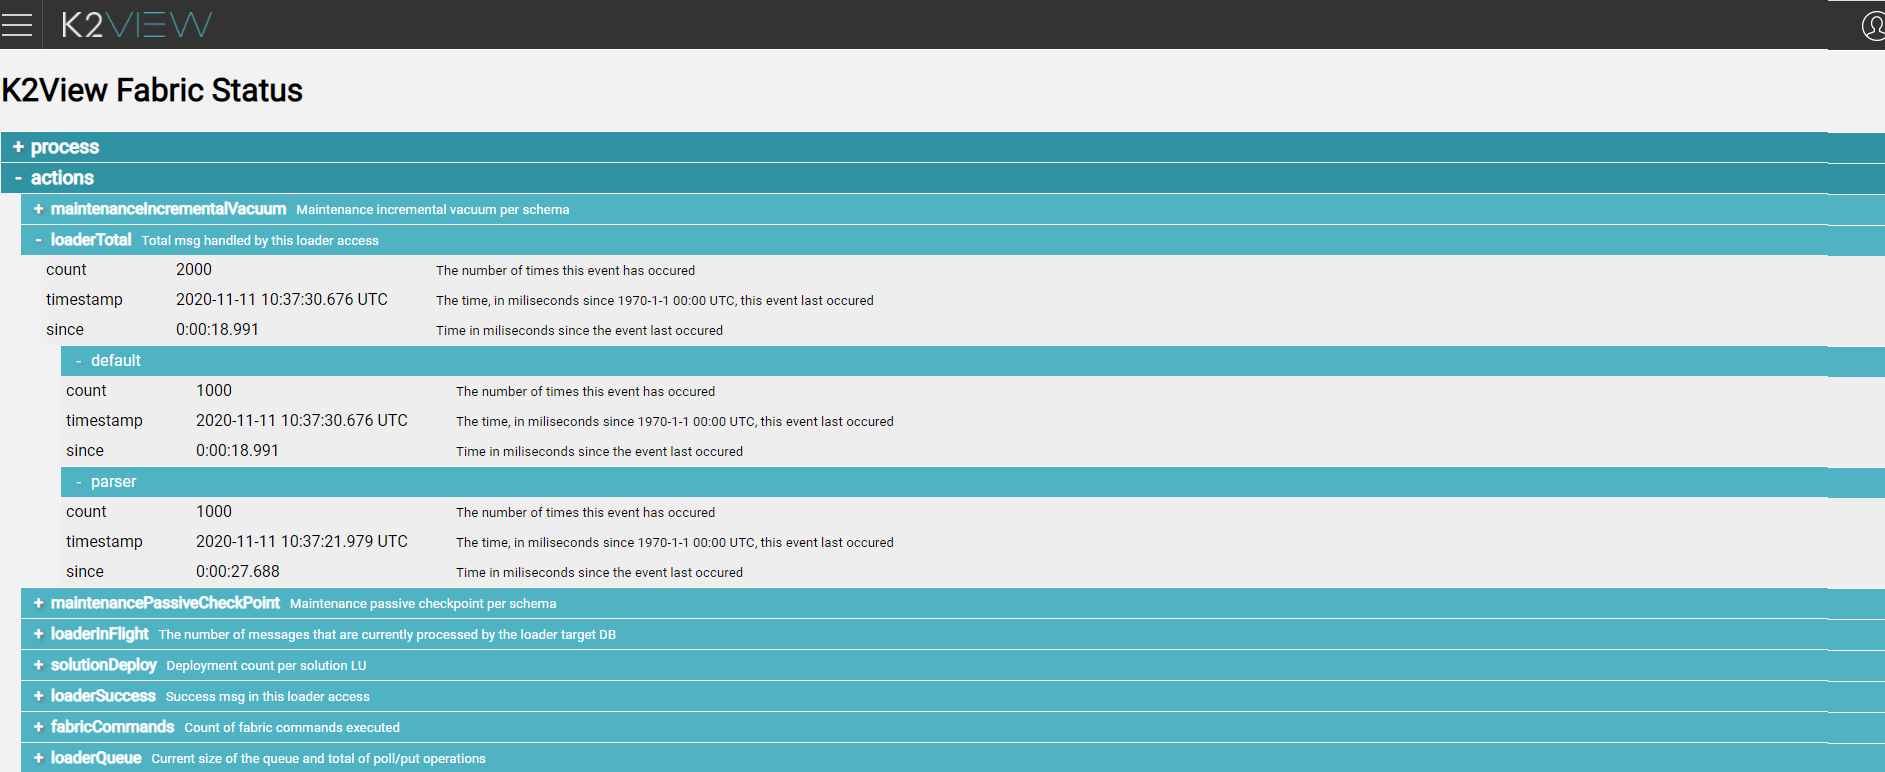 K2VIEW
K2View Fabric Status
+ process
- actions
+ maintenanceIncrementalVacuum Maintenance incremental vacuum per schema
- loaderTotal Total msg handled by this loader access
count 2000 The number of times this event has occured
timestamp 2020-11-11 10:37:30.676 UTC The time, in miliseconds since 1970-1-1 00:00 UTC, this event last occured
since 0:00:18.991 Time in miliseconds since the event last occured
- default
count 1000 The number of times this event has occured
timestamp 2020-11-11 10:37:30.676 UTC The time, in miliseconds since 1970-1-1 00:00 UTC, this event last occured
since 0:00:18.991 Time in miliseconds since the event last occured
- parser
count 1000 The number of times this event has occured
timestamp 2020-11-11 10:37:21.979 UTC The time, in miliseconds since 1970-1-1 00:00 UTC, this event last occured
since 0:00:27.688 Time in miliseconds since the event last occured
+ maintenancePassiveCheckPoint Maintenance passive checkpoint per schema
+ loaderInFlight The number of messages that are currently processed by the loader target DB
+ solutionDeploy Deployment count per solution LU
+ loaderSuccess Success msg in this loader access
+ fabricCommands Count of fabric commands executed
+ loaderQueue Current size of the queue and total of poll/put operations